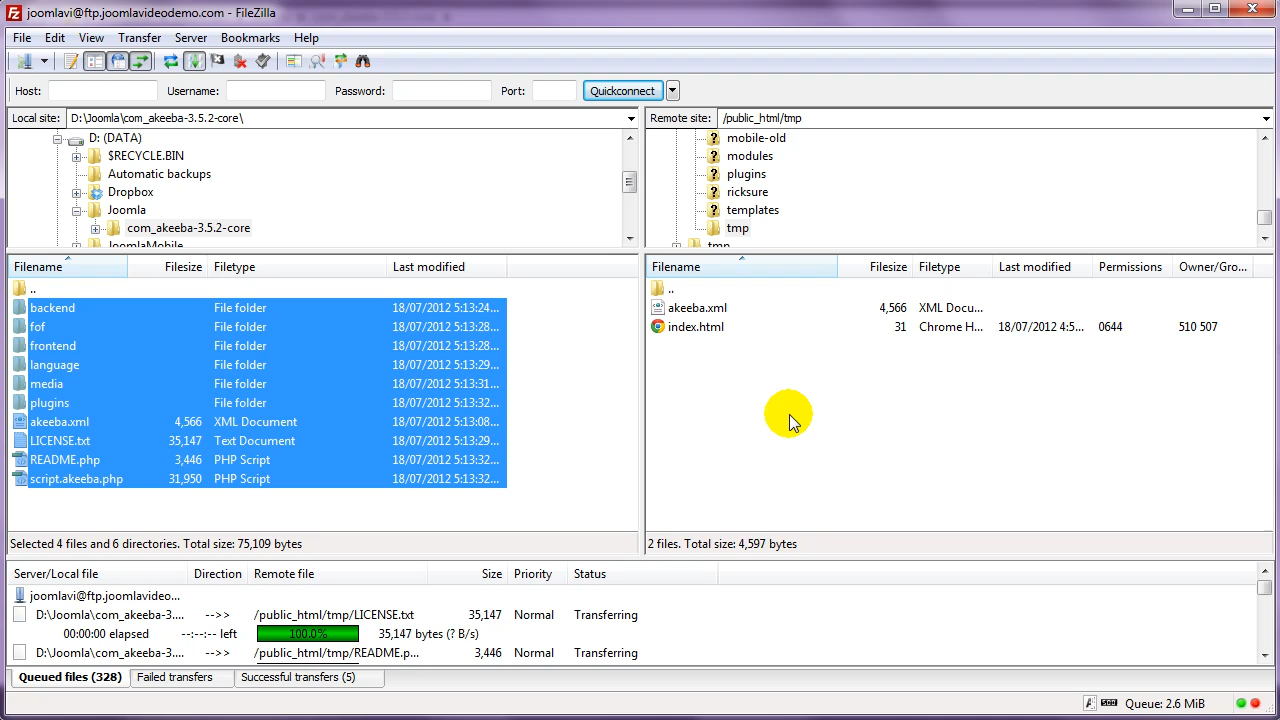 joomlavi@ftp.joomlavideodemo.com - FileZilla
File Edit View Transfer Server Bookmarks Help
Host: Username: Password: Port: Quickconnect
Local site: D:\Joomla\com_akeeba-3.5.2-core\ Remote site: /public_html/tmp
D: (DATA)
$RECYCLE.BIN
Automatic backups
Dropbox
Joomla
com_akeeba-3.5.2-core
JoomlaMobile
mobile-old
modules
plugins
ricksure
templates
tmp
tmp
Filename Filesize Filetype Last modified
..
backend File folder 18/07/2012 5:13:24...
fof File folder 18/07/2012 5:13:28...
frontend File folder 18/07/2012 5:13:28...
language File folder 18/07/2012 5:13:29...
media File folder 18/07/2012 5:13:31...
plugins File folder 18/07/2012 5:13:32...
akeeba.xml 4,566 XML Document 18/07/2012 5:13:08...
LICENSE.txt 35,147 Text Document 18/07/2012 5:13:29...
README.php 3,446 PHP Script 18/07/2012 5:13:32...
script.akeeba.php 31,950 PHP Script 18/07/2012 5:13:32...
Selected 4 files and 6 directories. Total size: 75,109 bytes
Filename Filesize Filetype Last modified Permissions Owner/Gro...
..
akeeba.xml 4,566 XML Docu...
index.html 31 Chrome H... 18/07/2012 4:5... 0644 510 507
2 files. Total size: 4,597 bytes
Server/Local file Direction Remote file Size Priority Status
joomlavi@ftp.joomlavideo...
D:\Joomla\com_akeeba-3.... -->> /public_html/tmp/LICENSE.txt 35,147 Normal Transferring
00:00:00 elapsed --:--:-- left 100.0% 35,147 bytes (? B/s)
D:\Joomla\com_akeeba-3.... -->> /public_html/tmp/README.p... 3,446 Normal Transferring
Queued files (328) Failed transfers Successful transfers (5)
Queue: 2.6 MiB